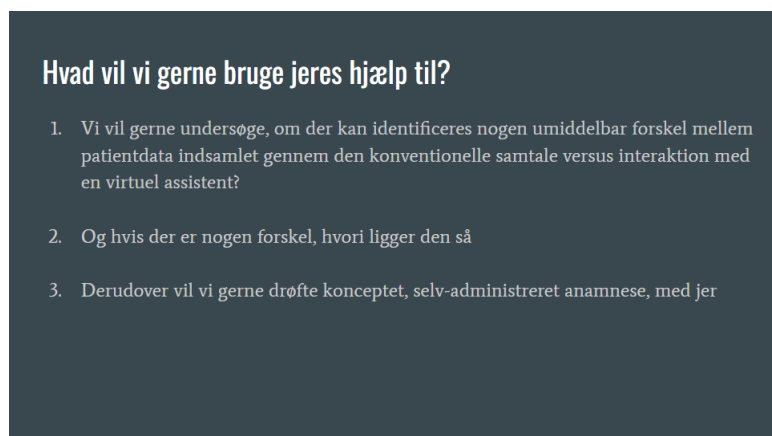 Hvad vil vi gerne bruge jeres hjælp til?
1. Vi vil gerne undersøge, om der kan identificeres nogen umiddelbar forskel mellem
patientdata indsamlet gennem den konventionelle samtale versus interaktion med
en virtuel assistent?
2. Og hvis der er nogen forskel, hvori ligger den så
3. Derudover vil vi gerne drøfte konceptet, selv-administreret anamnese, med jer